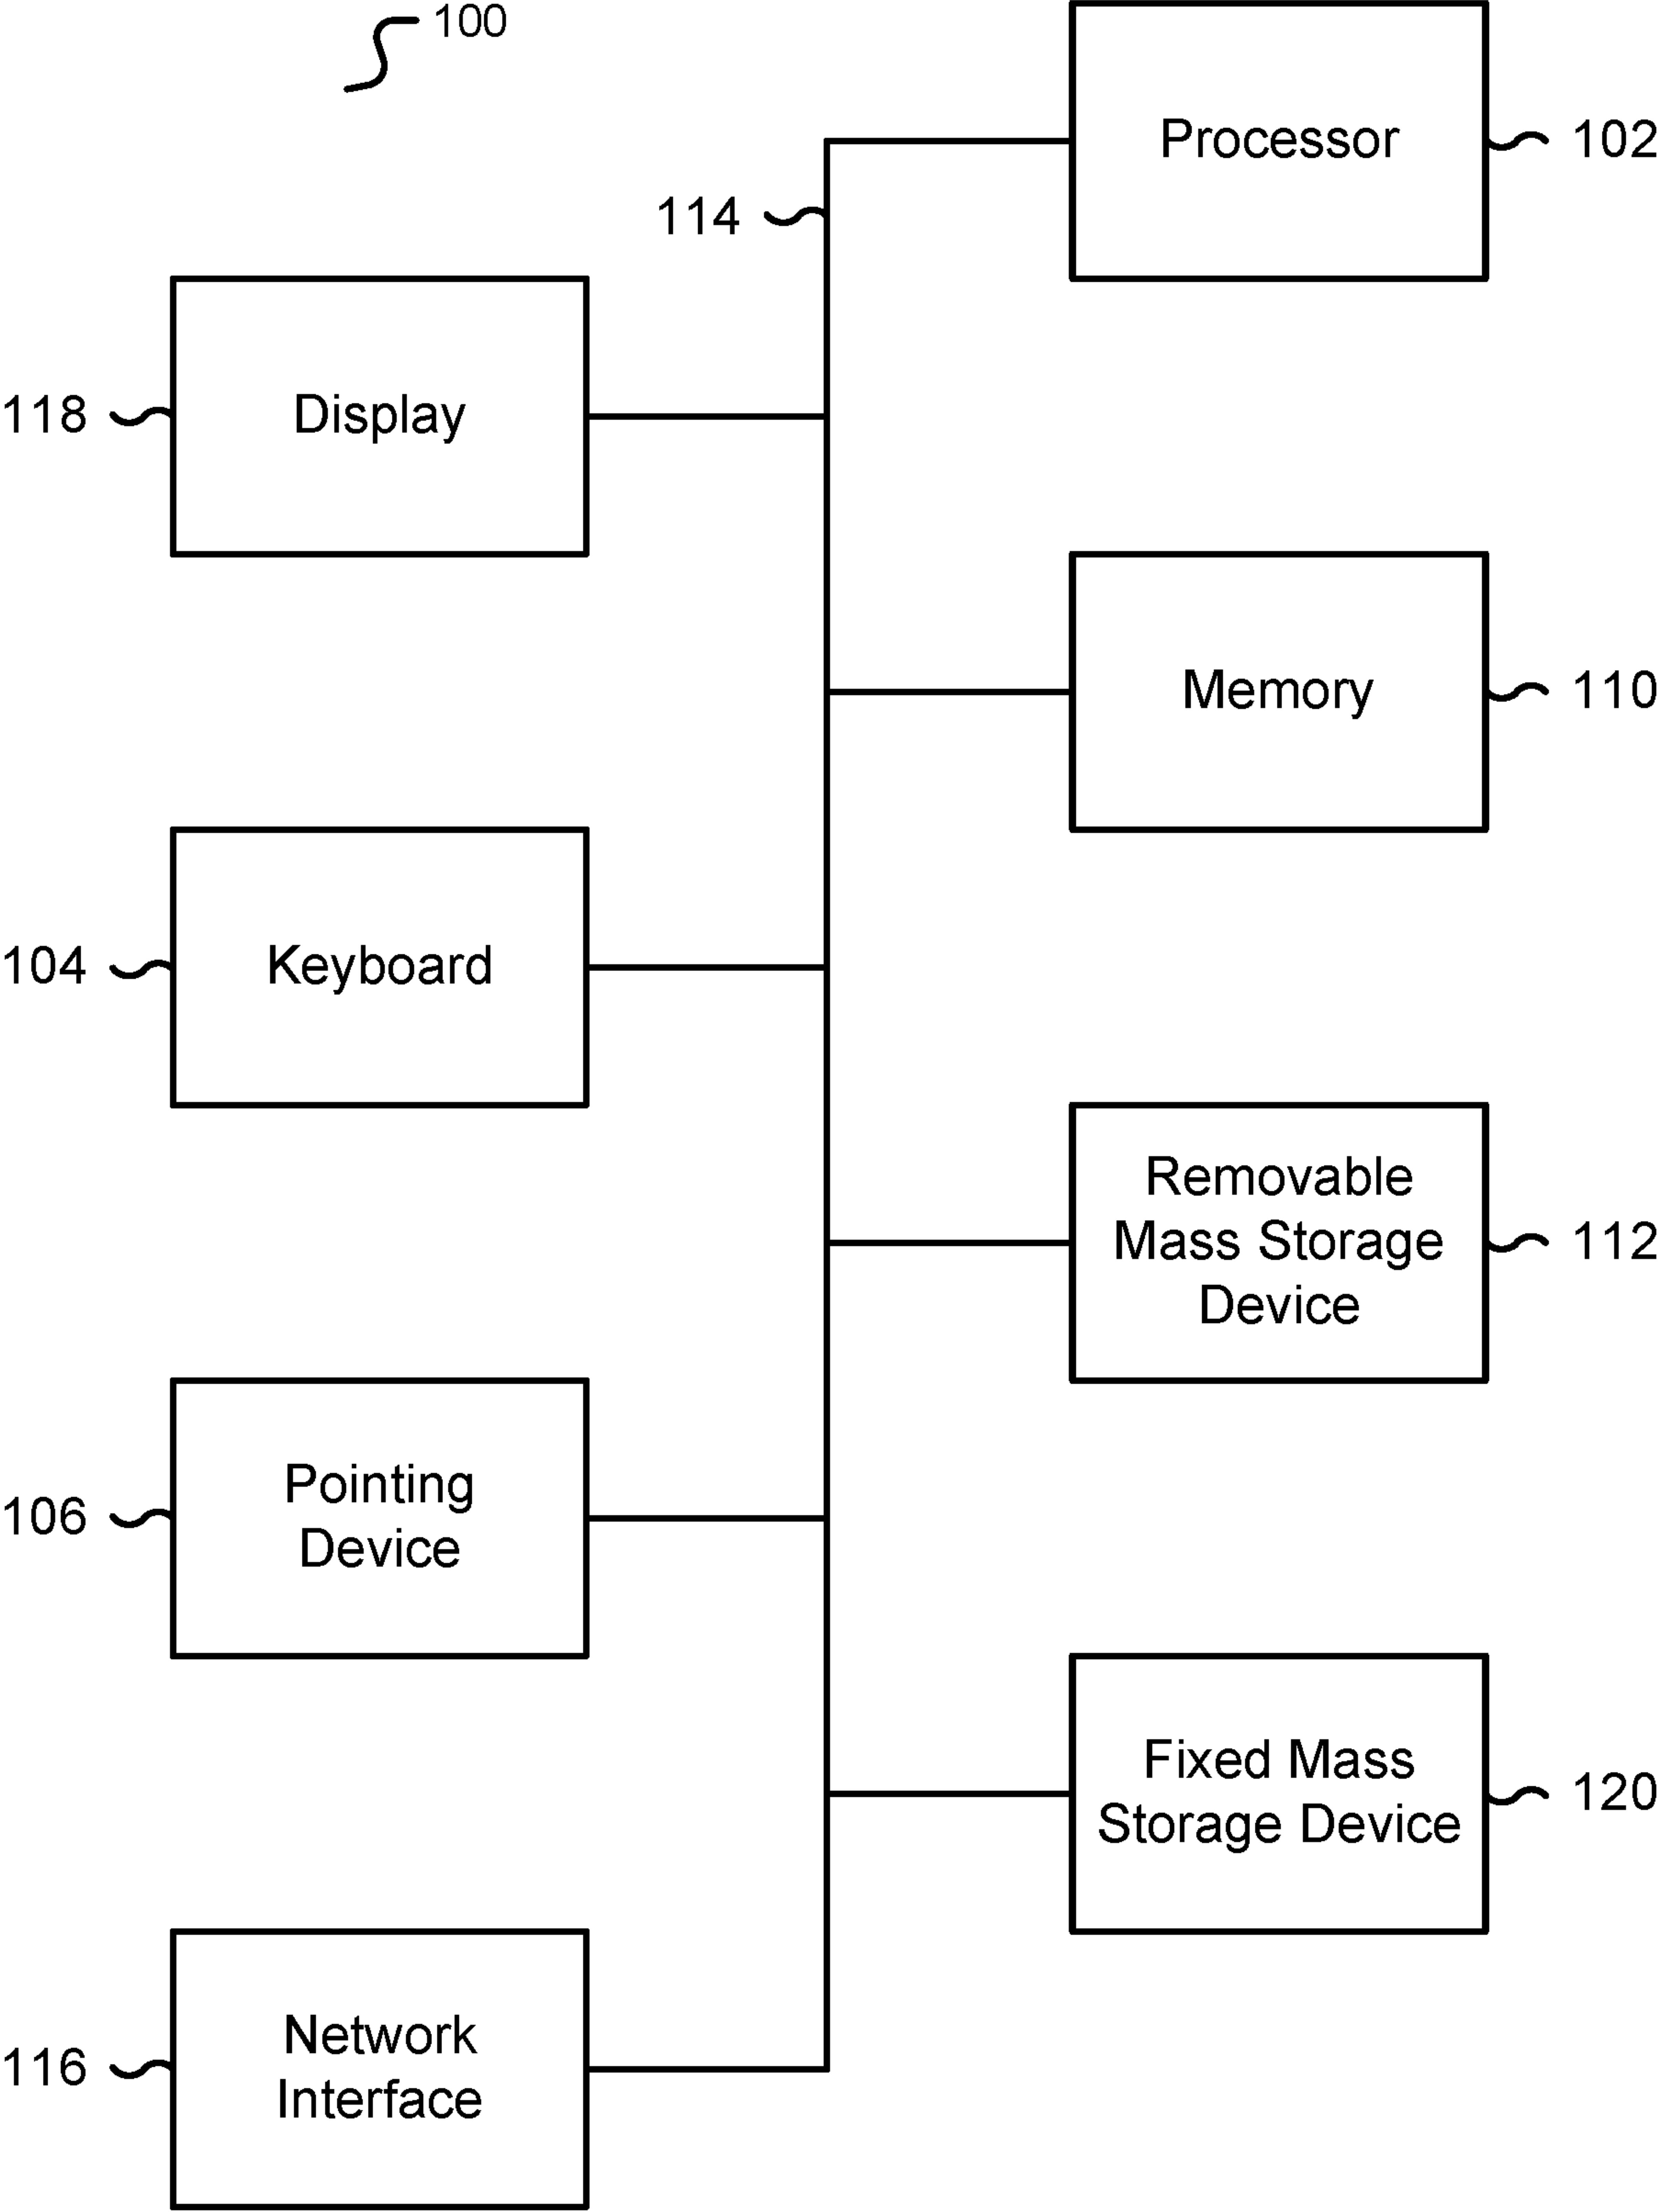 100
Processor
102
114
Display
118
Memory
110
Keyboard
104
Removable
Mass Storage
Device
112
Pointing
Device
106
Fixed Mass
Storage Device
120
Network
Interface
116